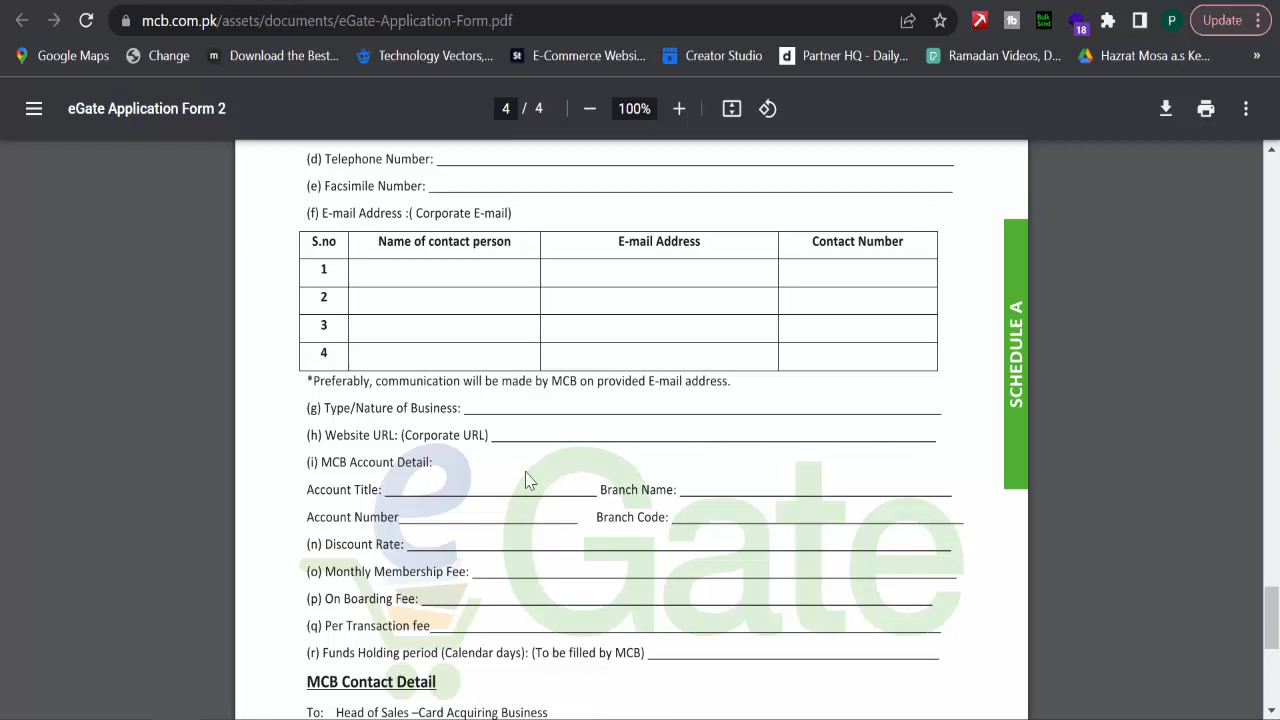 mcb.com.pk/assets/documents/eGate-Application-Form.pdf
tb
Bulk Send
18
P
Update
Google Maps
Change
m Download the Best...
Technology Vectors,...
St E-Commerce Websi...
Creator Studio
d Partner HQ - Daily...
Ramadan Videos, D...
Hazrat Mosa a.s Ke...
»
eGate Application Form 2
4 / 4
100%
(d) Telephone Number:
(e) Facsimile Number:
(f) E-mail Address :( Corporate E-mail)
S.no Name of contact person E-mail Address Contact Number
1
2
3
4
*Preferably, communication will be made by MCB on provided E-mail address.
(g) Type/Nature of Business:
(h) Website URL: (Corporate URL)
(i) MCB Account Detail:
Account Title: Branch Name:
Account Number Branch Code:
(n) Discount Rate:
(o) Monthly Membership Fee:
(p) On Boarding Fee:
(q) Per Transaction fee
(r) Funds Holding period (Calendar days): (To be filled by MCB)
MCB Contact Detail
To: Head of Sales –Card Acquiring Business
SCHEDULE A
eGate